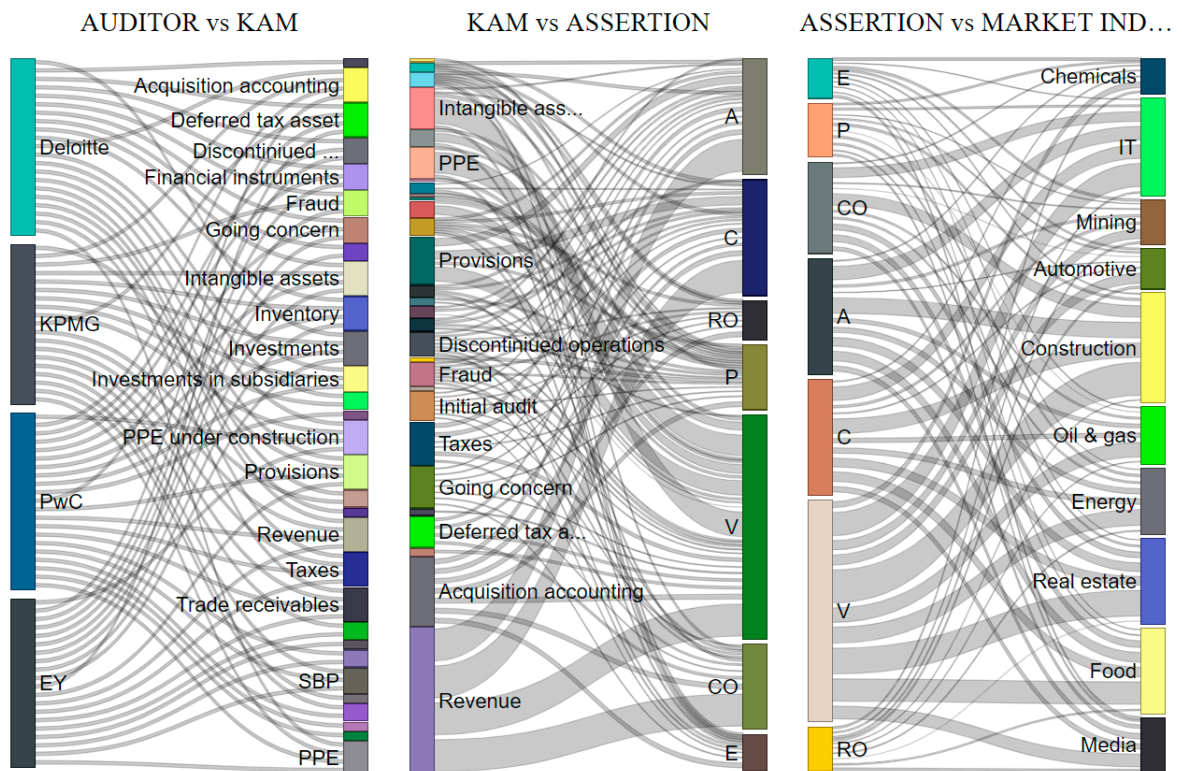 AUDITOR vs KAM
Deloitte
KPMG
PwC
EY
Acquisition accounting
Deferred tax asset
Discontiniued ...
Financial instruments
Fraud
Going concern
Intangible assets
Inventory
Investments
Investments in subsidiaries
PPE under construction
Provisions
Revenue
Taxes
Trade receivables
SBP
PPE
KAM vs ASSERTION
Intangible ass...
PPE
Provisions
Discontiniued operations
Fraud
Initial audit
Taxes
Going concern
Deferred tax a...
Acquisition accounting
Revenue
A
C
RO
P
V
CO
E
ASSERTION vs MARKET IND...
E
P
CO
A
C
V
RO
Chemicals
IT
Mining
Automotive
Construction
Oil & gas
Energy
Real estate
Food
Media